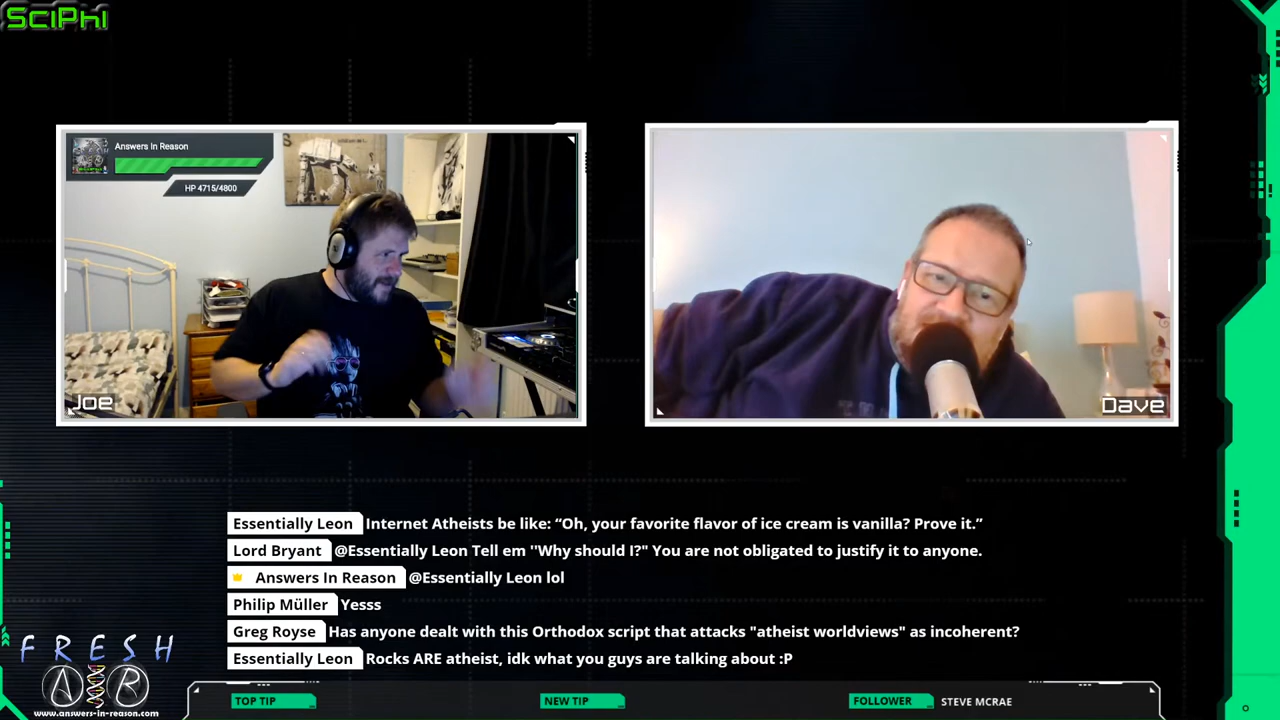 SciPhi
Answers In Reason
HP 4715/4800
Joe
Dave
Essentially Leon Internet Atheists be like: “Oh, your favorite flavor of ice cream is vanilla? Prove it.”
Lord Bryant @Essentially Leon Tell em ''Why should I?" You are not obligated to justify it to anyone.
Answers In Reason @Essentially Leon lol
Philip Müller Yesss
Greg Royse Has anyone dealt with this Orthodox script that attacks "atheist worldviews" as incoherent?
Essentially Leon Rocks ARE atheist, idk what you guys are talking about :P
FRESH
AiR
www.answers-in-reason.com
TOP TIP
NEW TIP
FOLLOWER STEVE MCRAE